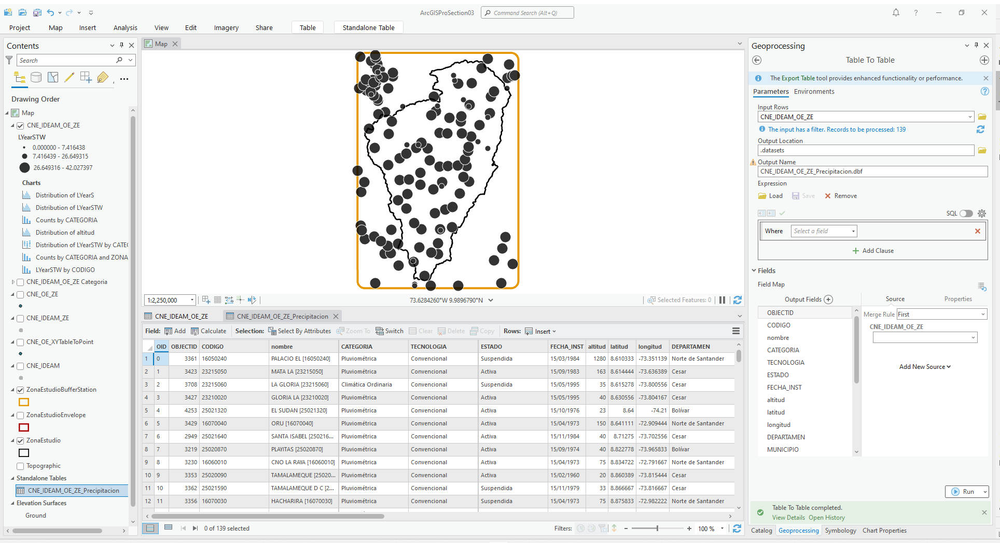 ArcGISProSection03
Command Search (Alt+Q)
Project
Map
Insert
Analysis
View
Edit
Imagery
Share
Table
Standalone Table
Contents
Search
Drawing Order
Map
CNE_IDEAM_OE_ZE
LYearSTW
0.000000 - 7.416438
7.416439 - 26.649315
26.649316 - 42.027397
Charts
Distribution of LYearS
Distribution of LYearSTW
Counts by CATEGORIA
Distribution of altitud
Distribution of LYearSTW by CATE
Counts by CATEGORIA and ZONA
LYearSTW by CODIGO
CNE_IDEAM_OE_ZE Categoria
CNE_OE_ZE
CNE_IDEAM_ZE
CNE_OE_XYTableToPoint
CNE_IDEAM
ZonaEstudioBufferStation
ZonaEstudioEnvelope
ZonaEstudio
Topographic
Standalone Tables
CNE_IDEAM_OE_ZE_Precipitacion
Elevation Surfaces
Ground
Map
1:2,250,000
73.6284260°W 9.9896790°N
Selected Features: 0
CNE_IDEAM_OE_ZE
CNE_IDEAM_OE_ZE_Precipitacion
Field: Add Calculate Selection: Select By Attributes Zoom To Switch Clear Delete Copy Rows: Insert
OID OBJECTID CODIGO nombre CATEGORIA TECNOLOGIA ESTADO FECHA_INST altitud latitud longitud DEPARTAMEN
1 0 3361 16050240 PALACIO EL [16050240] Pluviométrica Convencional Suspendida 15/03/1984 1280 8.610333 -73.351139 Norte de Santander
2 1 3423 23215050 MATA LA [23215050] Pluviométrica Convencional Activa 15/09/1983 163 8.614444 -73.636389 Cesar
3 2 3708 23215060 LA GLORIA [23215060] Climática Ordinaria Convencional Suspendida 15/05/1995 35 8.615278 -73.800556 Cesar
4 3 3427 23210020 GLORIA LA [23210020] Pluviométrica Convencional Activa 15/05/1995 40 8.630556 -73.804167 Cesar
5 4 4253 25021320 EL SUDAN [25021320] Pluviométrica Convencional Activa 15/10/1976 23 8.64 -74.21 Bolívar
6 5 3429 16070040 ORU [16070040] Pluviométrica Convencional Activa 15/04/1973 150 8.641111 -72.909444 Norte de Santander
7 6 2949 25021640 SANTA ISABEL [250216... Pluviométrica Convencional Activa 15/11/1984 40 8.71275 -73.702556 Cesar
8 7 3219 25020870 PLAYITAS [25020870] Pluviométrica Convencional Activa 15/09/1974 40 8.822778 -73.965833 Bolívar
9 8 3230 16060010 CNO LA RAYA [16060010] Pluviométrica Convencional Activa 15/04/1973 75 8.834722 -72.791667 Norte de Santander
10 9 3353 25020090 TAMALAMEQUE [25020... Pluviométrica Convencional Activa 15/02/1960 20 8.860389 -73.815444 Cesar
11 10 3362 25021590 TAMALAMEQUE D C [2... Pluviométrica Convencional Suspendida 15/11/1979 33 8.866667 -73.816667 Cesar
12 11 3356 16070030 HACHARIRA [16070030] Pluviométrica Convencional Suspendida 15/04/1973 75 8.875833 -72.982222 Norte de Santander
0 of 139 selected
Filters:
100 %
Geoprocessing
Table To Table
The Export Table tool provides enhanced functionality or performance.
Parameters Environments
Input Rows
CNE_IDEAM_OE_ZE
The input has a filter. Records to be processed: 139
Output Location
.datasets
Output Name
CNE_IDEAM_OE_ZE_Precipitacion.dbf
Expression
Load Save Remove
SQL
Where Select a field
Add Clause
Fields
Field Map
Output Fields
Source Properties
OBJECTID
CODIGO
nombre
CATEGORIA
TECNOLOGIA
ESTADO
FECHA_INST
altitud
latitud
longitud
DEPARTAMEN
MUNICIPIO
Merge Rule First
CNE_IDEAM_OE_ZE
Add New Source
Run
Table To Table completed.
View Details Open History
Catalog Geoprocessing Symbology Chart Properties